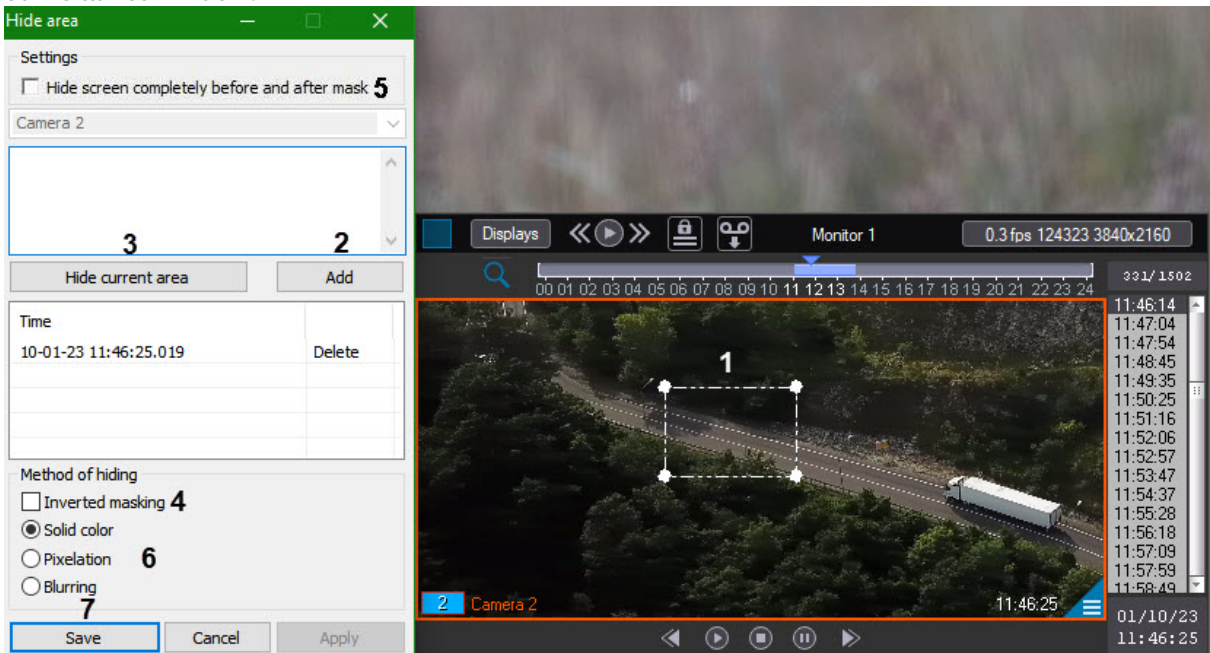 Hide area
Settings
Hide screen completely before and after mask 5
Camera 2
3 2
Hide current area Add
Time
10-01-23 11:46:25.019 Delete
Method of hiding
Inverted masking 4
Solid color
Pixelation 6
Blurring
7
Save Cancel Apply
Displays Monitor 1 0.3 fps 124323 3840x2160
331/1502
00 01 02 03 04 05 06 07 08 09 10 11 12 13 14 15 16 17 18 19 20 21 22 23 24
1
2 Camera 2 11:46:25
11:46:14
11:47:04
11:47:54
11:48:45
11:49:35
11:50:25
11:51:16
11:52:06
11:52:57
11:53:47
11:54:37
11:55:28
11:56:18
11:57:09
11:57:59
11:58:49
01/10/23
11:46:25